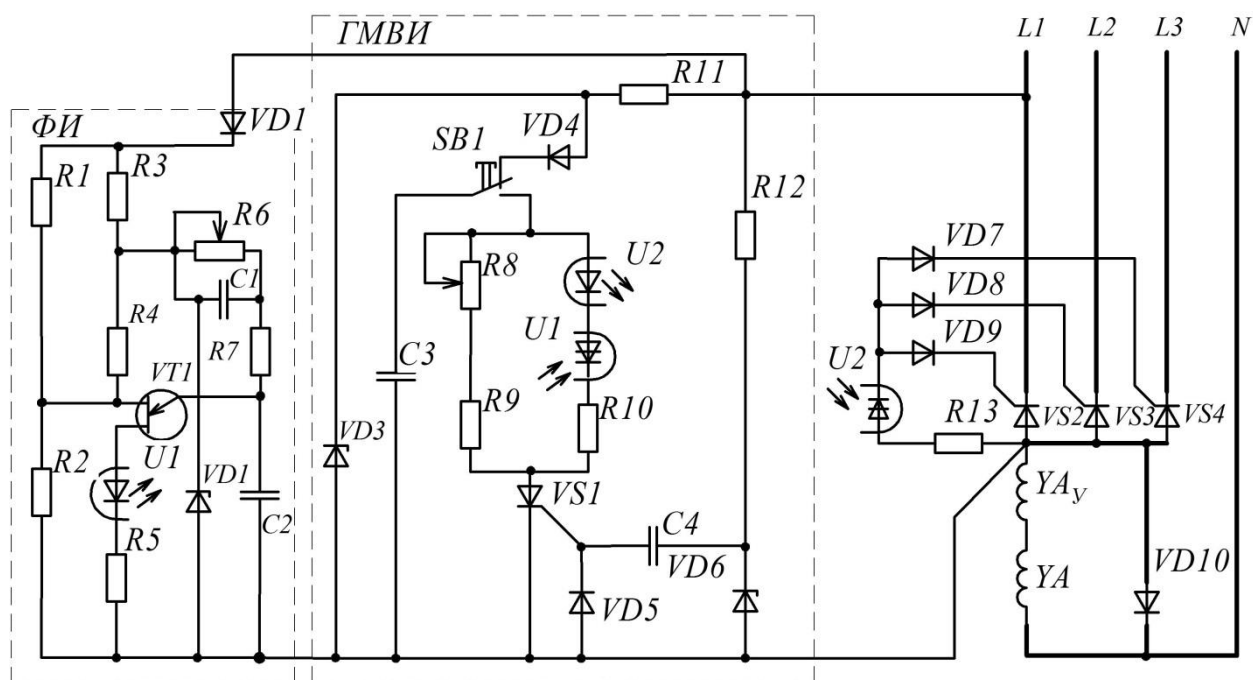 ГМВИ
L1 L2 L3 N
R11
ФИ
VD1
SB1
VD4
R1
R3
R12
R6
VD7
U2
R8
C1
VD8
R4
R7
U1
VD9
C3
U2
VT1
R9
R10
R13
VS2
VS3
VS4
VD3
U1
R2
VD1
VS1
YAУ
C4
C2
R5
VD6
VD10
YA
VD5